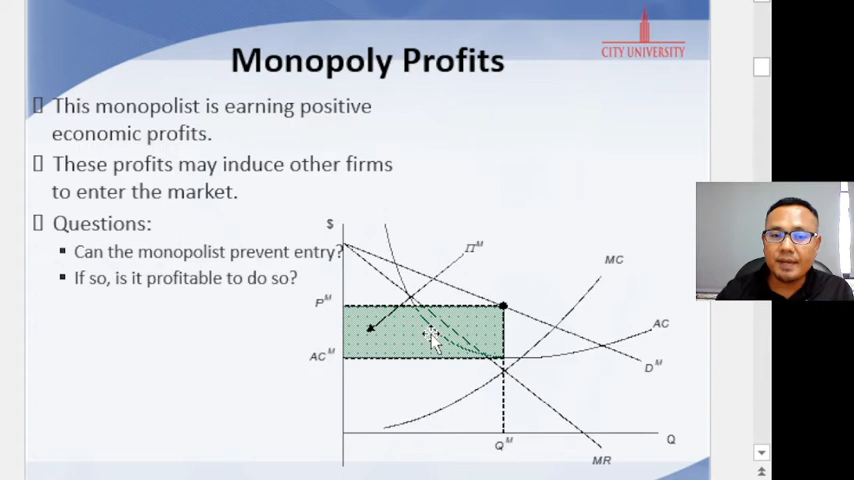 Monopoly Profits
CITY UNIVERSITY
This monopolist is earning positive
economic profits.
These profits may induce other firms
to enter the market.
Questions:
Can the monopolist prevent entry?
If so, is it profitable to do so?
$
Π^M
MC
P^M
AC
AC^M
D^M
Q^M
Q
MR